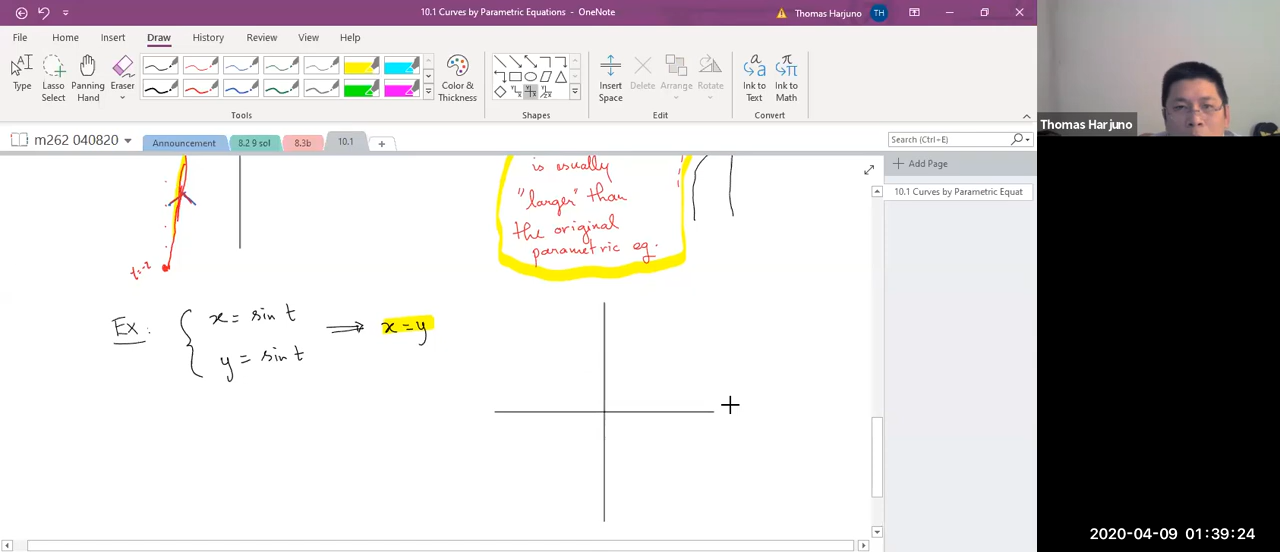 10.1 Curves by Parametric Equations - OneNote
Thomas Harjuno
TH
File Home Insert Draw History Review View Help
Type
Lasso Select
Panning Hand
Eraser
Color & Thickness
Insert Space
Delete
Arrange
Rotate
Ink to Text
Ink to Math
Tools
Shapes
Edit
Convert
m262 040820
Announcement
8.2 9 sol
8.3b
10.1
Search (Ctrl+E)
Add Page
10.1 Curves by Parametric Equat
Thomas Harjuno
is usually
"larger" than
the original
parametric eq.
t=-2
Ex: x = sin t ⟹ x = y
y = sin t
2020-04-09 01:39:24